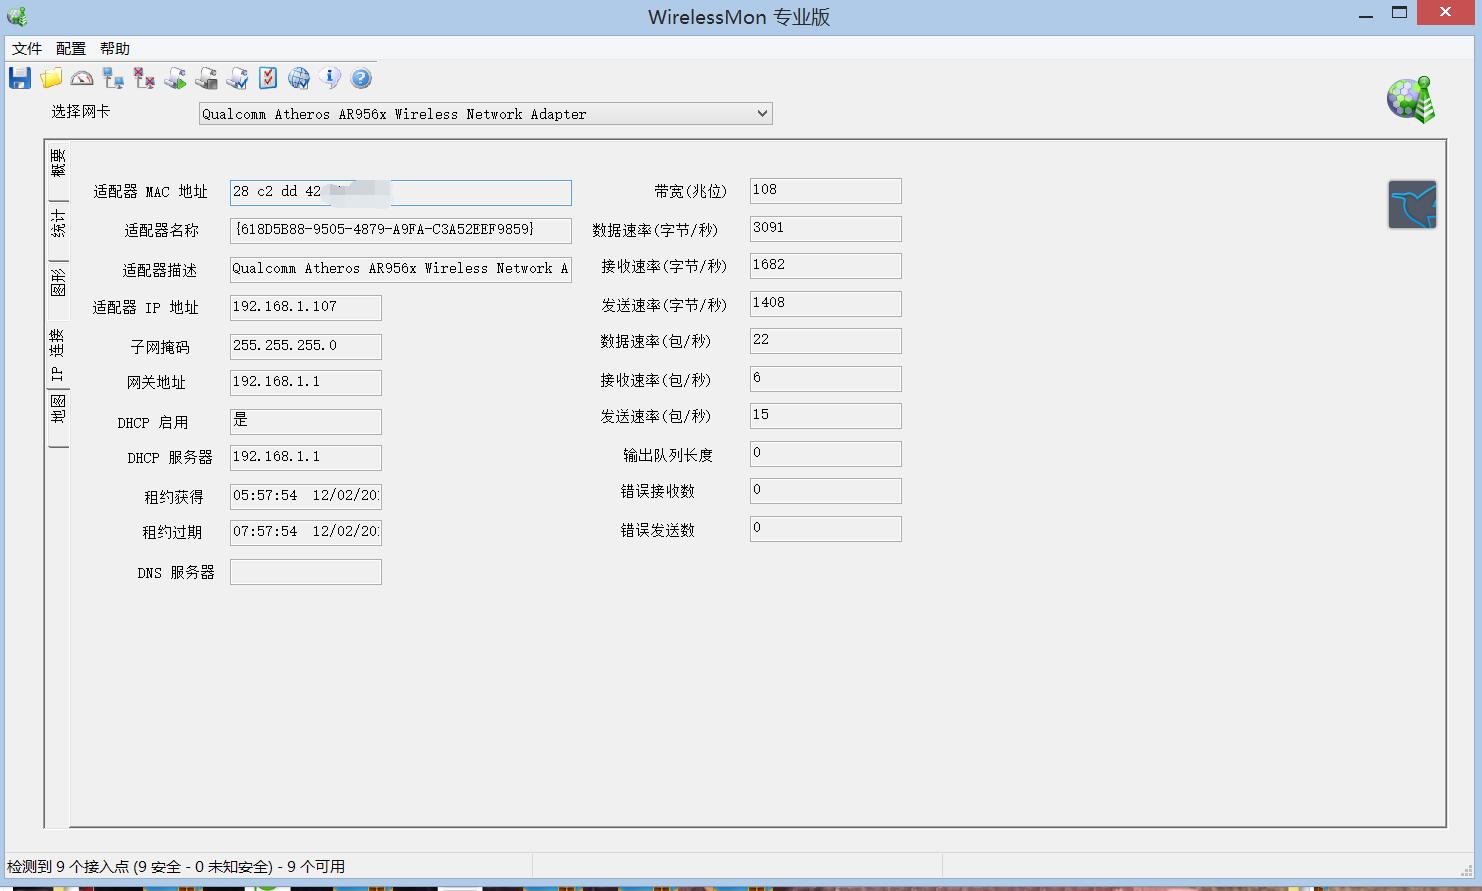 WirelessMon 专业版
文件 配置 帮助
选择网卡 Qualcomm Atheros AR956x Wireless Network Adapter
概要
统计
图形
IP 连接
地图
适配器 MAC 地址 28 c2 dd 42
适配器名称 {618D5B88-9505-4879-A9FA-C3A52EEF9859}
适配器描述 Qualcomm Atheros AR956x Wireless Network A
适配器 IP 地址 192.168.1.107
子网掩码 255.255.255.0
网关地址 192.168.1.1
DHCP 启用 是
DHCP 服务器 192.168.1.1
租约获得 05:57:54 12/02/20
租约过期 07:57:54 12/02/20
DNS 服务器
带宽(兆位) 108
数据速率(字节/秒) 3091
接收速率(字节/秒) 1682
发送速率(字节/秒) 1408
数据速率(包/秒) 22
接收速率(包/秒) 6
发送速率(包/秒) 15
输出队列长度 0
错误接收数 0
错误发送数 0
检测到 9 个接入点 (9 安全 - 0 未知安全) - 9 个可用